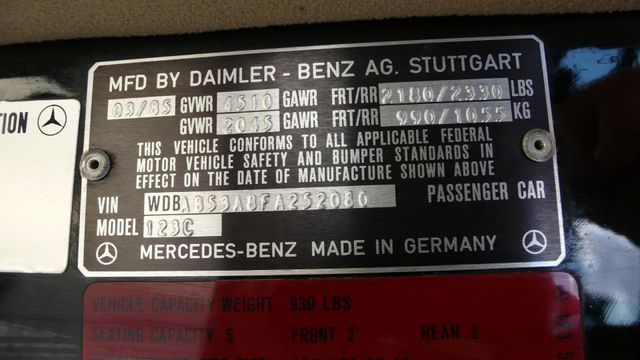 MFD BY DAIMLER - BENZ AG. STUTTGART
03/85 GVWR 4510 GAWR FRT/RR 2180/2330 LBS
GVWR 2045 GAWR FRT/RR 990/1055 KG
THIS VEHICLE CONFORMS TO ALL APPLICABLE FEDERAL
MOTOR VEHICLE SAFETY AND BUMPER STANDARDS IN
EFFECT ON THE DATE OF MANUFACTURE SHOWN ABOVE
VIN WDBAB53A8FA252080 PASSENGER CAR
MODEL 123C
MERCEDES-BENZ MADE IN GERMANY
VEHICLE CAPACITY WEIGHT 930 LBS
SEATING CAPACITY 5 FRONT 2 REAR 3